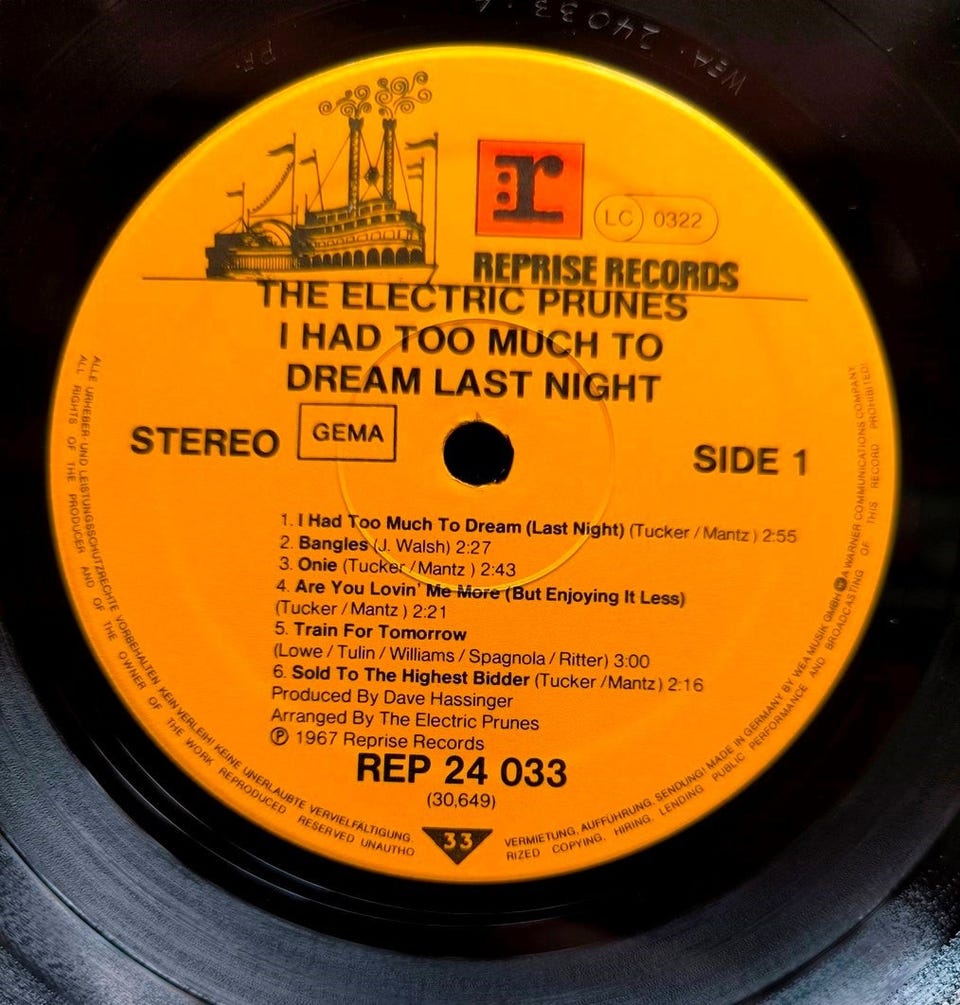 WEA · 24033 · A
PR.
r
LC 0322
REPRISE RECORDS
THE ELECTRIC PRUNES
I HAD TOO MUCH TO
DREAM LAST NIGHT
STEREO GEMA SIDE 1
1. I Had Too Much To Dream (Last Night) (Tucker / Mantz ) 2:55
2. Bangles (J. Walsh) 2:27
3. Onie (Tucker / Mantz ) 2:43
4. Are You Lovin' Me More (But Enjoying It Less)
(Tucker / Mantz ) 2:21
5. Train For Tomorrow
(Lowe / Tulin / Williams / Spagnola / Ritter) 3:00
6. Sold To The Highest Bidder (Tucker / Mantz ) 2:16
Produced By Dave Hassinger
Arranged By The Electric Prunes
℗ 1967 Reprise Records
REP 24 033
(30,649)
33
ALLE URHEBER- UND LEISTUNGSSCHUTZRECHTE VORBEHALTEN KEIN VERLEIH! KEINE UNERLAUBTE VERVIELFÄLTIGUNG,
VERMIETUNG, AUFFÜHRUNG, SENDUNG! MADE IN GERMANY BY WEA MUSIK GMBH A WARNER COMMUNICATIONS COMPANY
ALL RIGHTS OF THE PRODUCER AND OF THE OWNER OF THE WORK REPRODUCED RESERVED UNAUTHO
RIZED COPYING, HIRING, LENDING PUBLIC PERFORMANCE AND BROADCASTING OF THIS RECORD PROHIBITED!